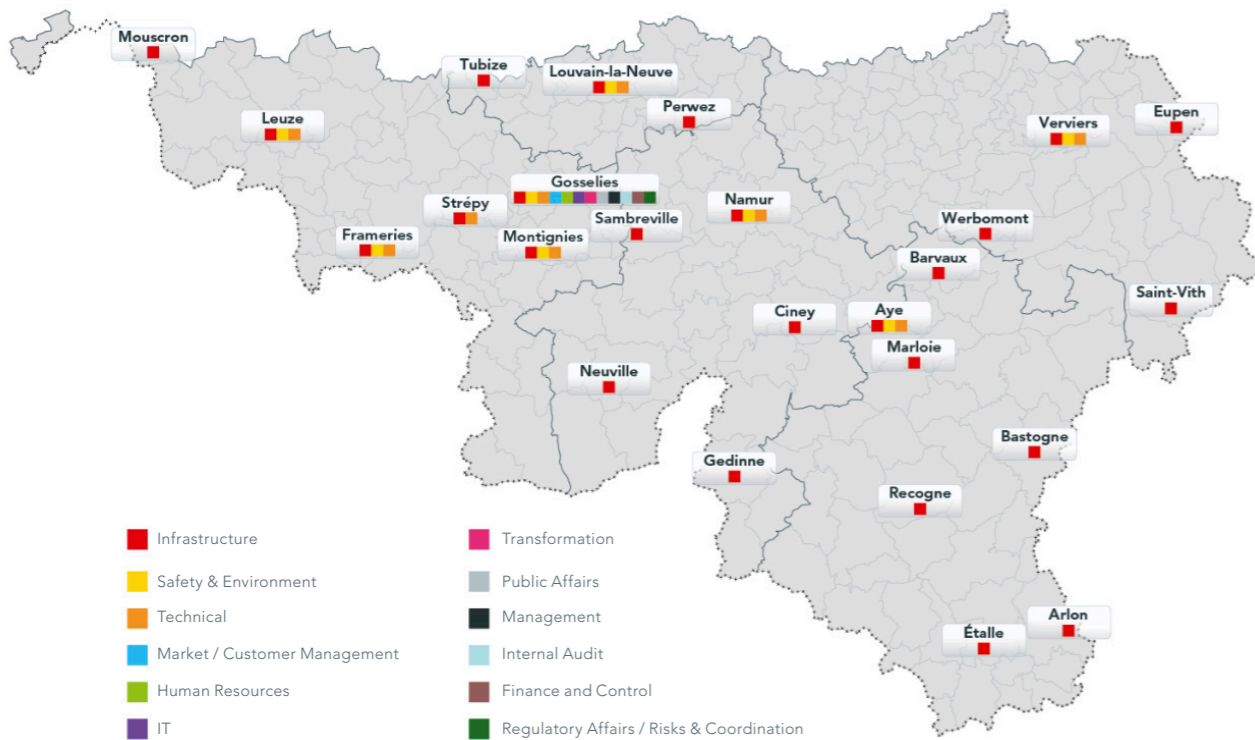 Mouscron
Tubize
Louvain-la-Neuve
Perwez
Leuze
Verviers
Eupen
Gosselies
Strépy
Sambreville
Namur
Werbomont
Frameries
Montignies
Barvaux
Saint-Vith
Ciney
Aye
Marloie
Neuville
Bastogne
Gedinne
Recogne
Arlon
Étalle
Infrastructure
Safety & Environment
Technical
Market / Customer Management
Human Resources
IT
Transformation
Public Affairs
Management
Internal Audit
Finance and Control
Regulatory Affairs / Risks & Coordination